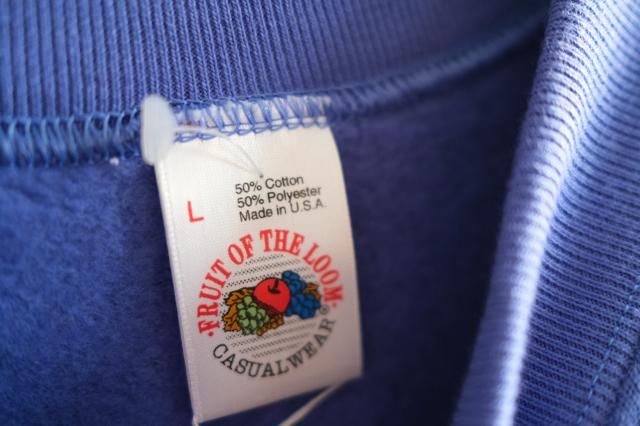 50% Cotton
50% Polyester
L
Made in U.S.A.
·FRUIT OF THE LOOM·
CASUALWEAR®